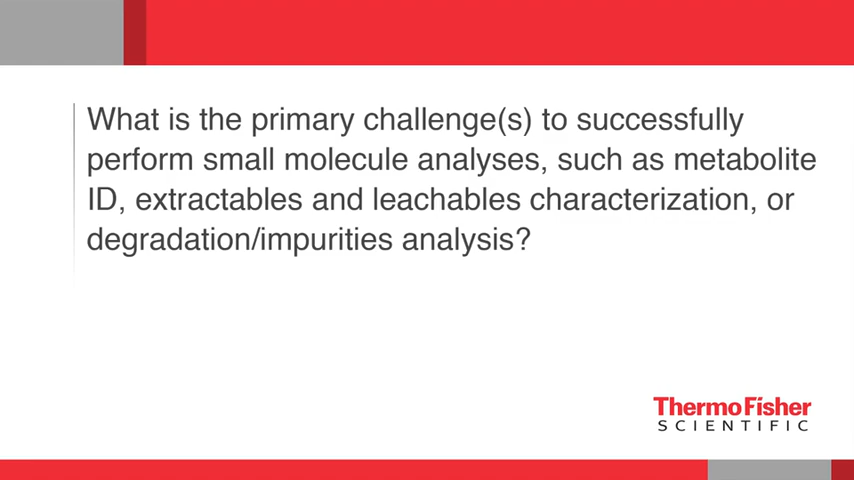 What is the primary challenge(s) to successfully
perform small molecule analyses, such as metabolite
ID, extractables and leachables characterization, or
degradation/impurities analysis?
ThermoFisher
SCIENTIFIC